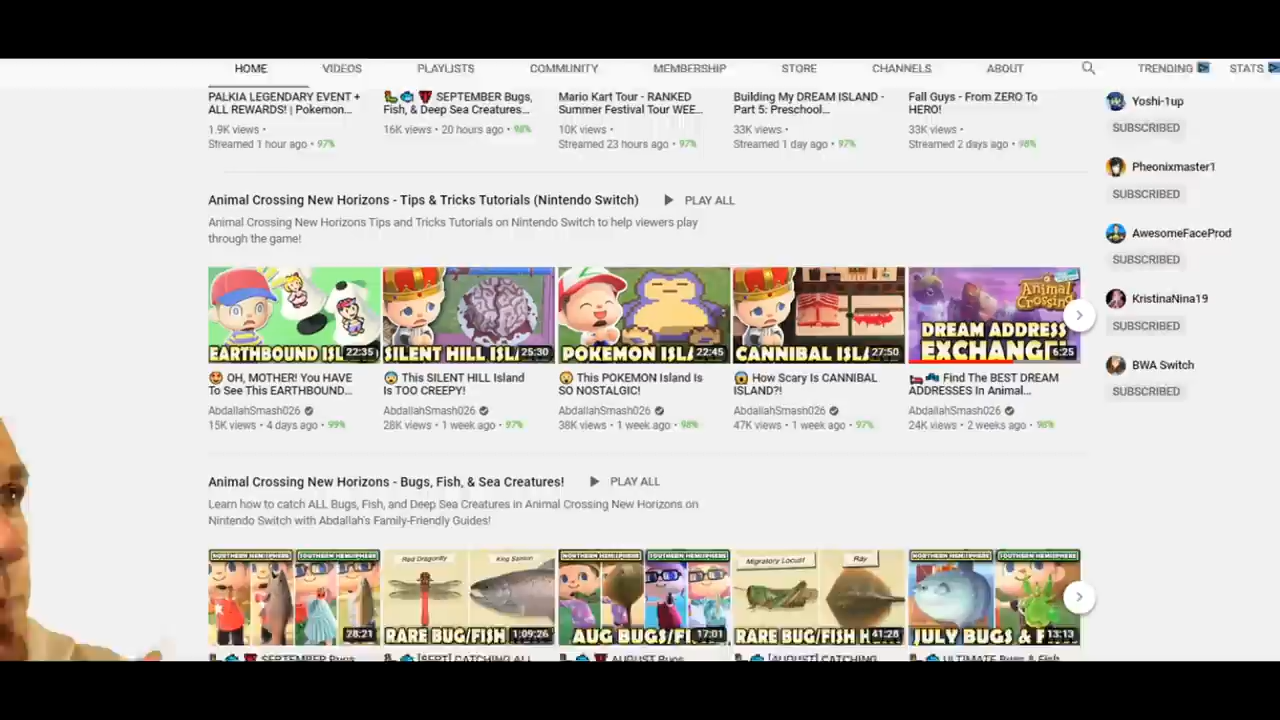 HOME VIDEOS PLAYLISTS COMMUNITY MEMBERSHIP STORE CHANNELS ABOUT TRENDING STATS
PALKIA LEGENDARY EVENT + ALL REWARDS! | Pokemon...
1.9K views •
Streamed 1 hour ago • 97%
SEPTEMBER Bugs, Fish, & Deep Sea Creatures...
16K views • 20 hours ago • 98%
Mario Kart Tour - RANKED
Summer Festival Tour WEE...
10K views •
Streamed 23 hours ago • 97%
Building My DREAM ISLAND -
Part 5: Preschool...
33K views •
Streamed 1 day ago • 97%
Fall Guys - From ZERO To
HERO!
33K views •
Streamed 2 days ago • 98%
Yoshi-1up
SUBSCRIBED
Pheonixmaster1
SUBSCRIBED
AwesomeFaceProd
SUBSCRIBED
KristinaNina19
SUBSCRIBED
BWA Switch
SUBSCRIBED
Animal Crossing New Horizons - Tips & Tricks Tutorials (Nintendo Switch) PLAY ALL
Animal Crossing New Horizons Tips and Tricks Tutorials on Nintendo Switch to help viewers play
through the game!
EARTHBOUND ISL 22:35
OH, MOTHER! You HAVE
To See This EARTHBOUND...
AbdallahSmash026
15K views • 4 days ago • 99%
SILENT HILL ISL 25:30
This SILENT HILL Island
Is TOO CREEPY!
AbdallahSmash026
28K views • 1 week ago • 97%
POKEMON ISL 22:45
This POKEMON Island Is
SO NOSTALGIC!
AbdallahSmash026
38K views • 1 week ago • 98%
CANNIBAL ISL 27:50
How Scary Is CANNIBAL
ISLAND?!
AbdallahSmash026
47K views • 1 week ago • 97%
Animal
Crossing
DREAM ADDRESS
EXCHANGE 6:25
Find The BEST DREAM
ADDRESSES In Animal...
AbdallahSmash026
24K views • 2 weeks ago • 98%
Animal Crossing New Horizons - Bugs, Fish, & Sea Creatures! PLAY ALL
Learn how to catch ALL Bugs, Fish, and Deep Sea Creatures in Animal Crossing New Horizons on
Nintendo Switch with Abdallah's Family-Friendly Guides!
NORTHERN HEMISPHERE SOUTHERN HEMISPHERE
28:21
SEPTEMBER Bugs
Red Dragonfly King Salmon
RARE BUG/FISH 1:09:26
[SEPT] CATCHING ALL
NORTHERN HEMISPHERE SOUTHERN HEMISPHERE
AUG BUGS/FI 17:01
AUGUST Bugs
Migratory Locust Ray
RARE BUG/FISH H 41:28
[AUGUST] CATCHING
NORTHERN HEMISPHERE SOUTHERN HEMISPHERE
JULY BUGS & F 13:13
ULTIMATE Bugs & Fish